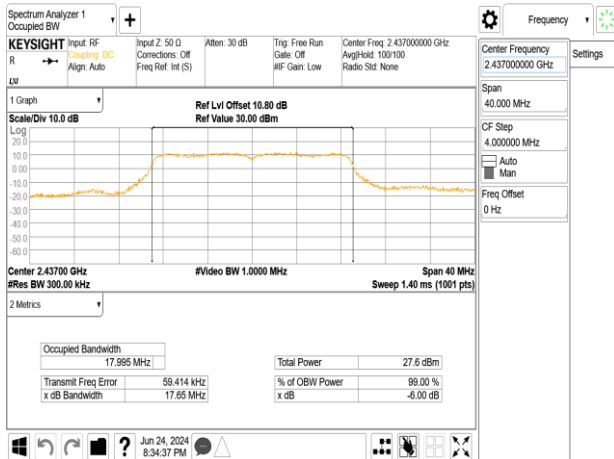 Spectrum Analyzer 1
Occupied BW
+
Frequency
KEYSIGHT
R
LXI
Input: RF
Coupling: DC
Align: Auto
Input Z: 50 Ω
Corrections: Off
Freq Ref: Int (S)
Atten: 30 dB
Trig: Free Run
Gate: Off
#IF Gain: Low
Center Freq: 2.437000000 GHz
Avg|Hold: 100/100
Radio Std: None
Center Frequency
2.437000000 GHz
Settings
Span
40.000 MHz
CF Step
4.000000 MHz
Auto
Man
Freq Offset
0 Hz
1 Graph
Scale/Div 10.0 dB
Ref Lvl Offset 10.80 dB
Ref Value 30.00 dBm
Log
20.0
10.0
0.00
-10.0
-20.0
-30.0
-40.0
-50.0
-60.0
Center 2.43700 GHz
#Res BW 300.00 kHz
#Video BW 1.0000 MHz
Span 40 MHz
Sweep 1.40 ms (1001 pts)
2 Metrics
Occupied Bandwidth
17.995 MHz
Transmit Freq Error 59.414 kHz
x dB Bandwidth 17.65 MHz
Total Power 27.6 dBm
% of OBW Power 99.00 %
x dB -6.00 dB
?
Jun 24, 2024
8:34:37 PM